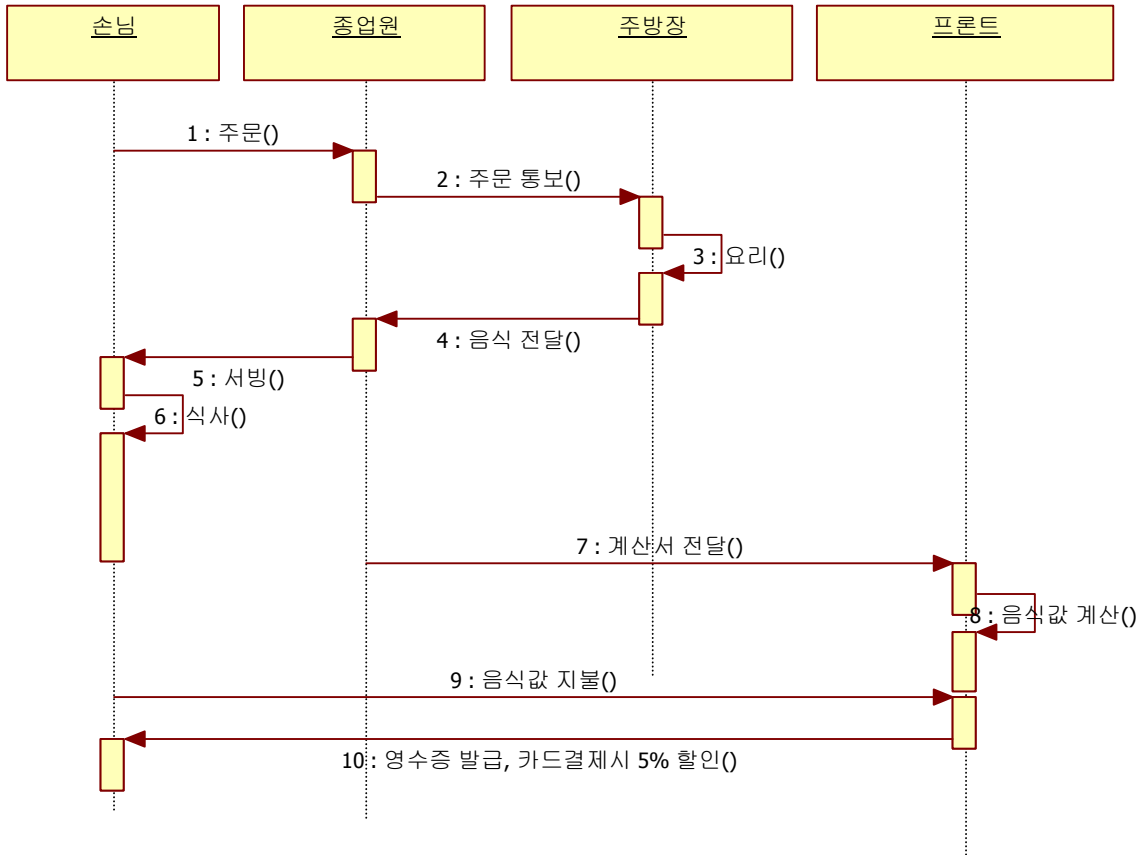 손님
종업원
주방장
프론트
1 : 주문()
2 : 주문 통보()
3 : 요리()
4 : 음식 전달()
5 : 서빙()
6 : 식사()
7 : 계산서 전달()
8 : 음식값 계산()
9 : 음식값 지불()
10 : 영수증 발급, 카드결제시 5% 할인()